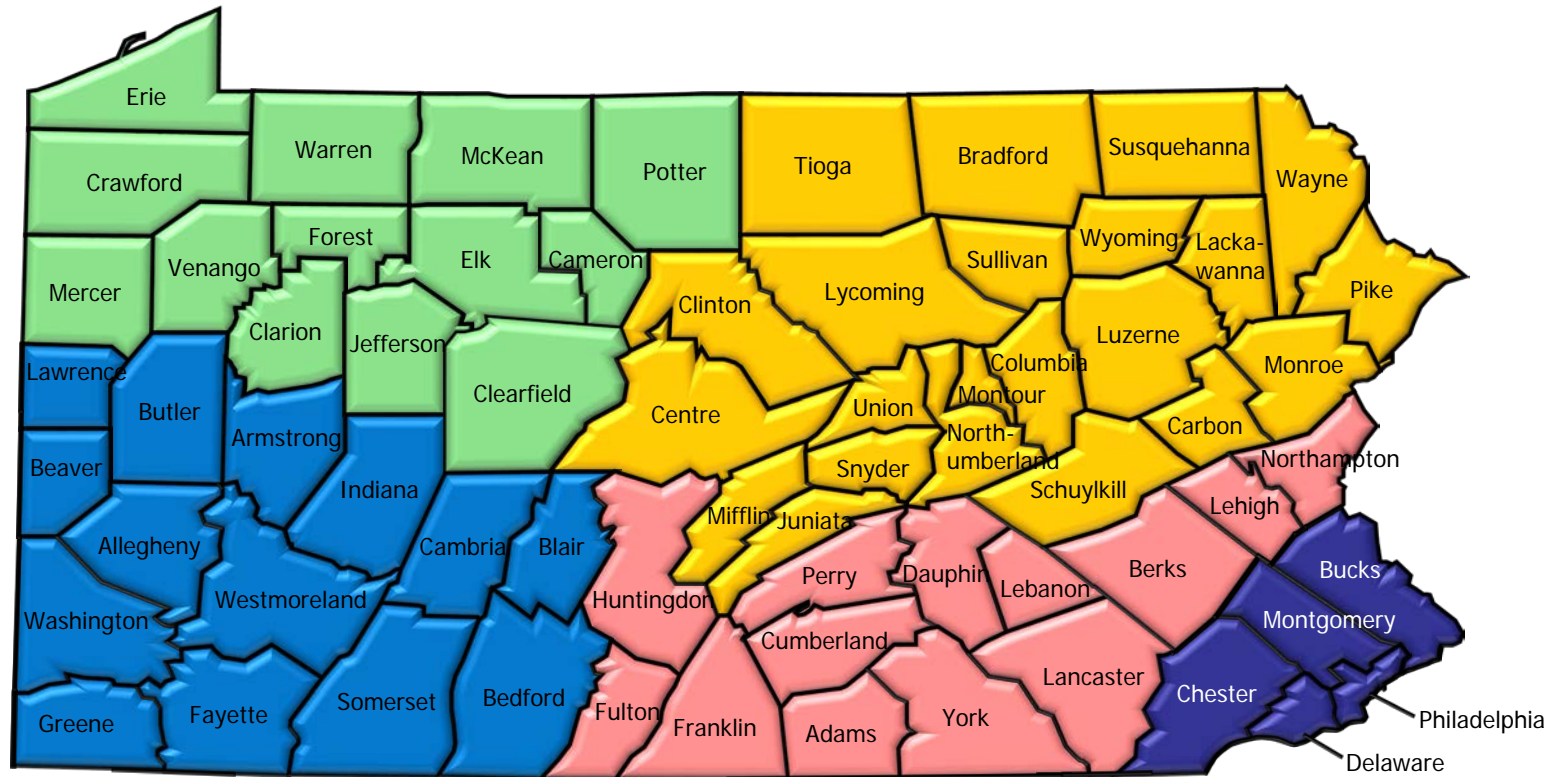 Erie
Warren
McKean
Potter
Tioga
Bradford
Susquehanna
Wayne
Crawford
Forest
Elk
Cameron
Venango
Mercer
Clarion
Jefferson
Clearfield
Clinton
Lycoming
Sullivan
Wyoming
Lacka-
wanna
Pike
Luzerne
Columbia
Montour
Monroe
Carbon
Centre
Union
Snyder
North-
umberland
Schuylkill
Mifflin
Juniata
Lawrence
Butler
Armstrong
Beaver
Indiana
Allegheny
Cambria
Blair
Westmoreland
Washington
Greene
Fayette
Somerset
Bedford
Huntingdon
Fulton
Franklin
Perry
Dauphin
Lebanon
Cumberland
Adams
York
Lancaster
Berks
Lehigh
Northampton
Bucks
Montgomery
Chester
Philadelphia
Delaware